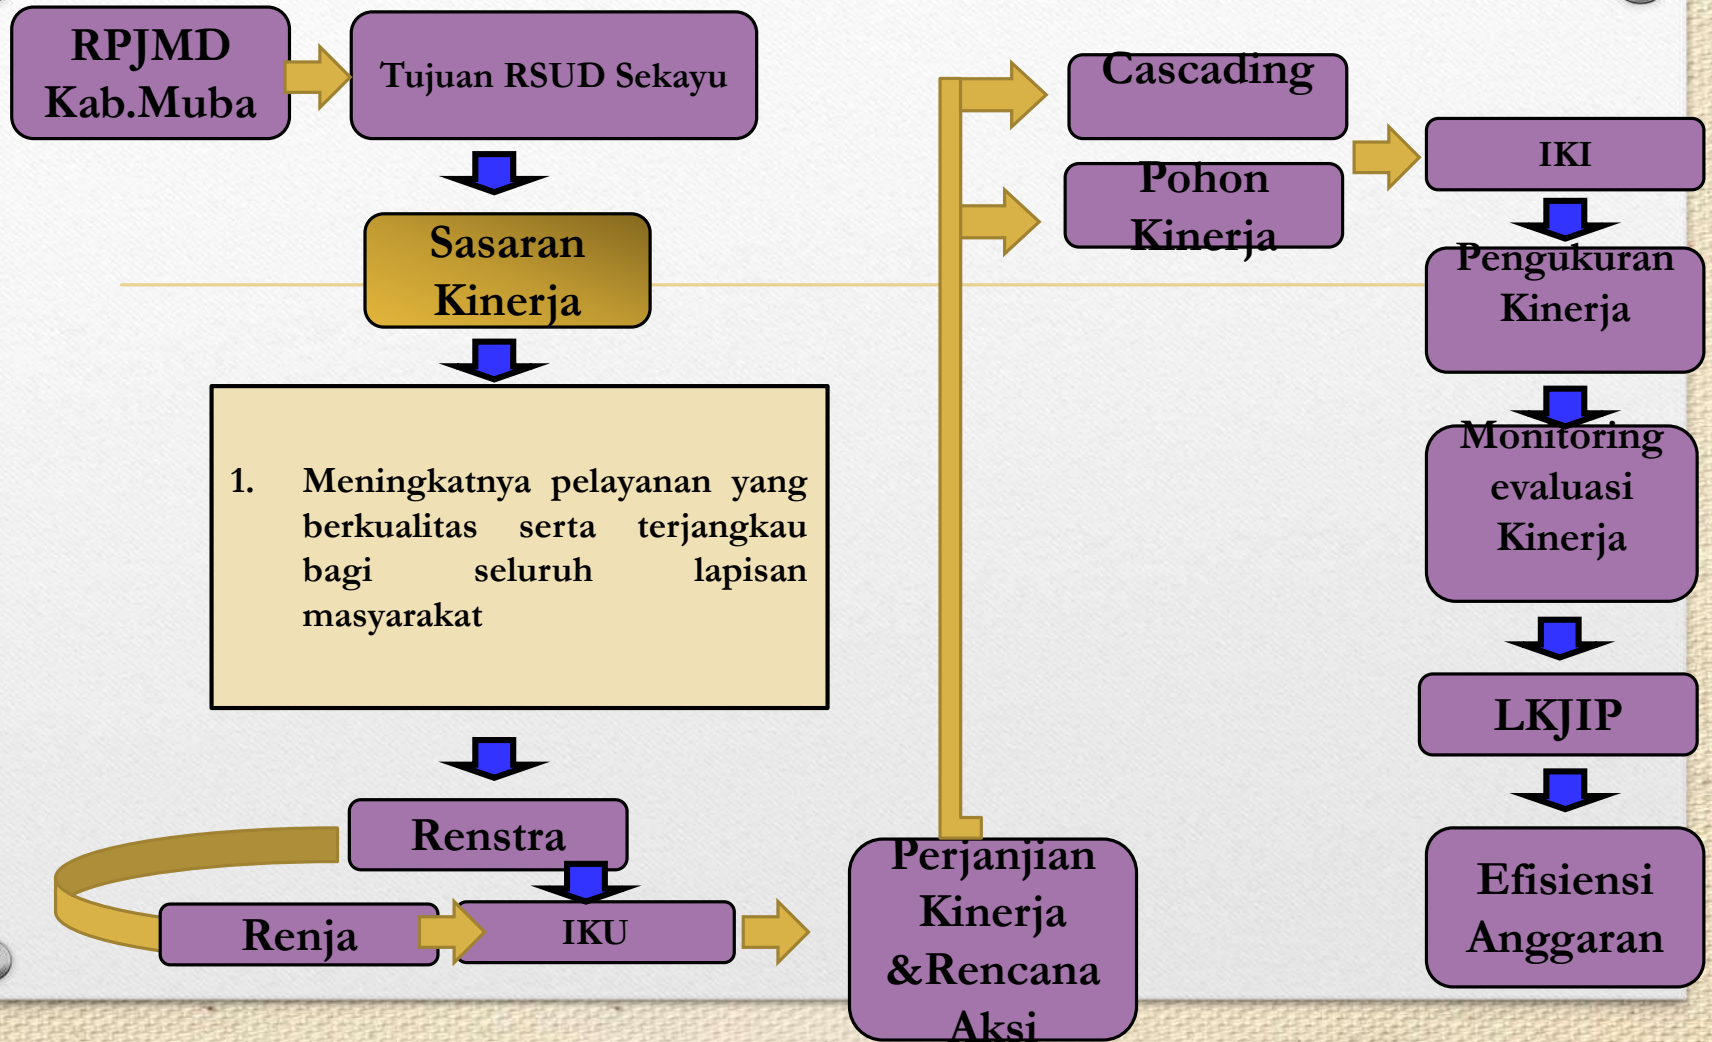 RPJMD
Kab.Muba
Tujuan RSUD Sekayu
Sasaran
Kinerja
1. Meningkatnya pelayanan yang
berkualitas serta terjangkau
bagi seluruh lapisan
masyarakat
Renstra
Renja
IKU
Perjanjian
Kinerja
&Rencana
Aksi
Cascading
Pohon
Kinerja
IKI
Pengukuran
Kinerja
Monitoring
evaluasi
Kinerja
LKJIP
Efisiensi
Anggaran